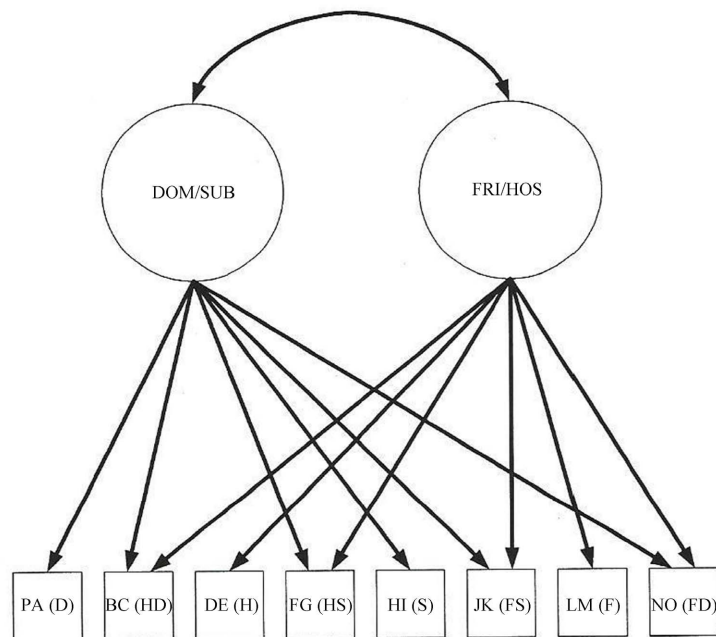 DOM/SUB
FRI/HOS
PA (D)
BC (HD)
DE (H)
FG (HS)
HI (S)
JK (FS)
LM (F)
NO (FD)